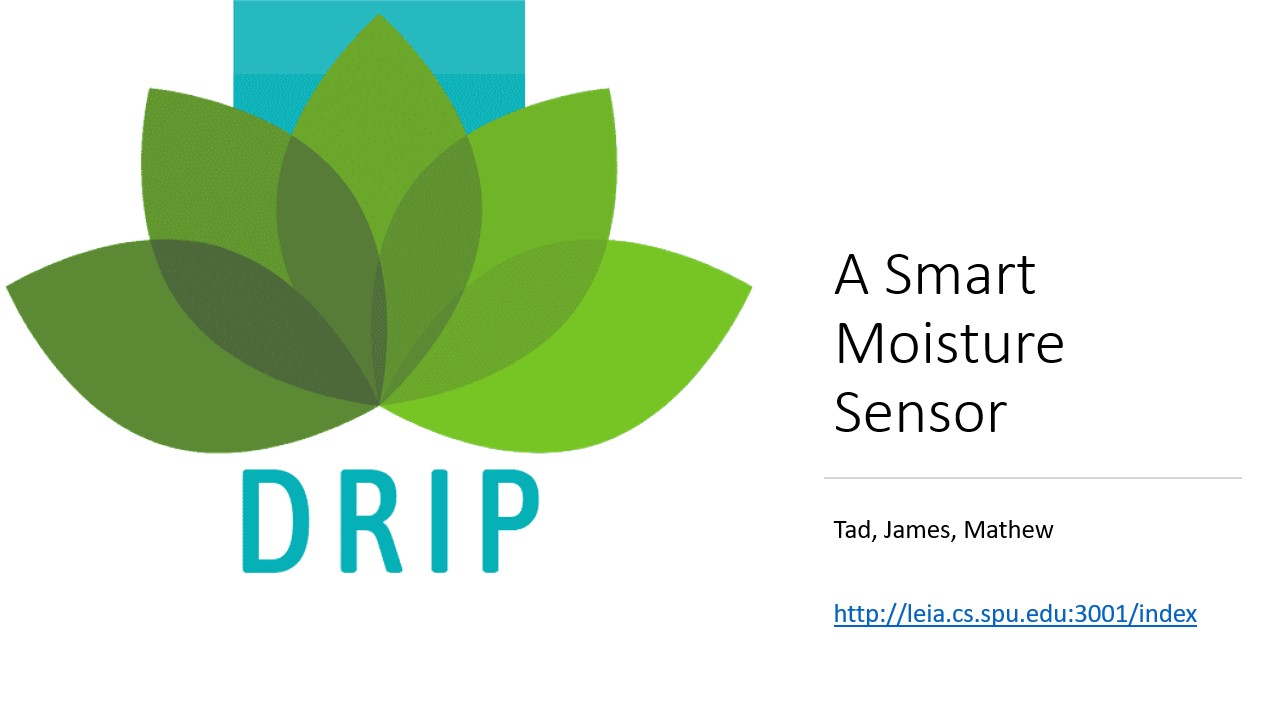 DRIP
A Smart
Moisture
Sensor
Tad, James, Mathew
http://leia.cs.spu.edu:3001/index